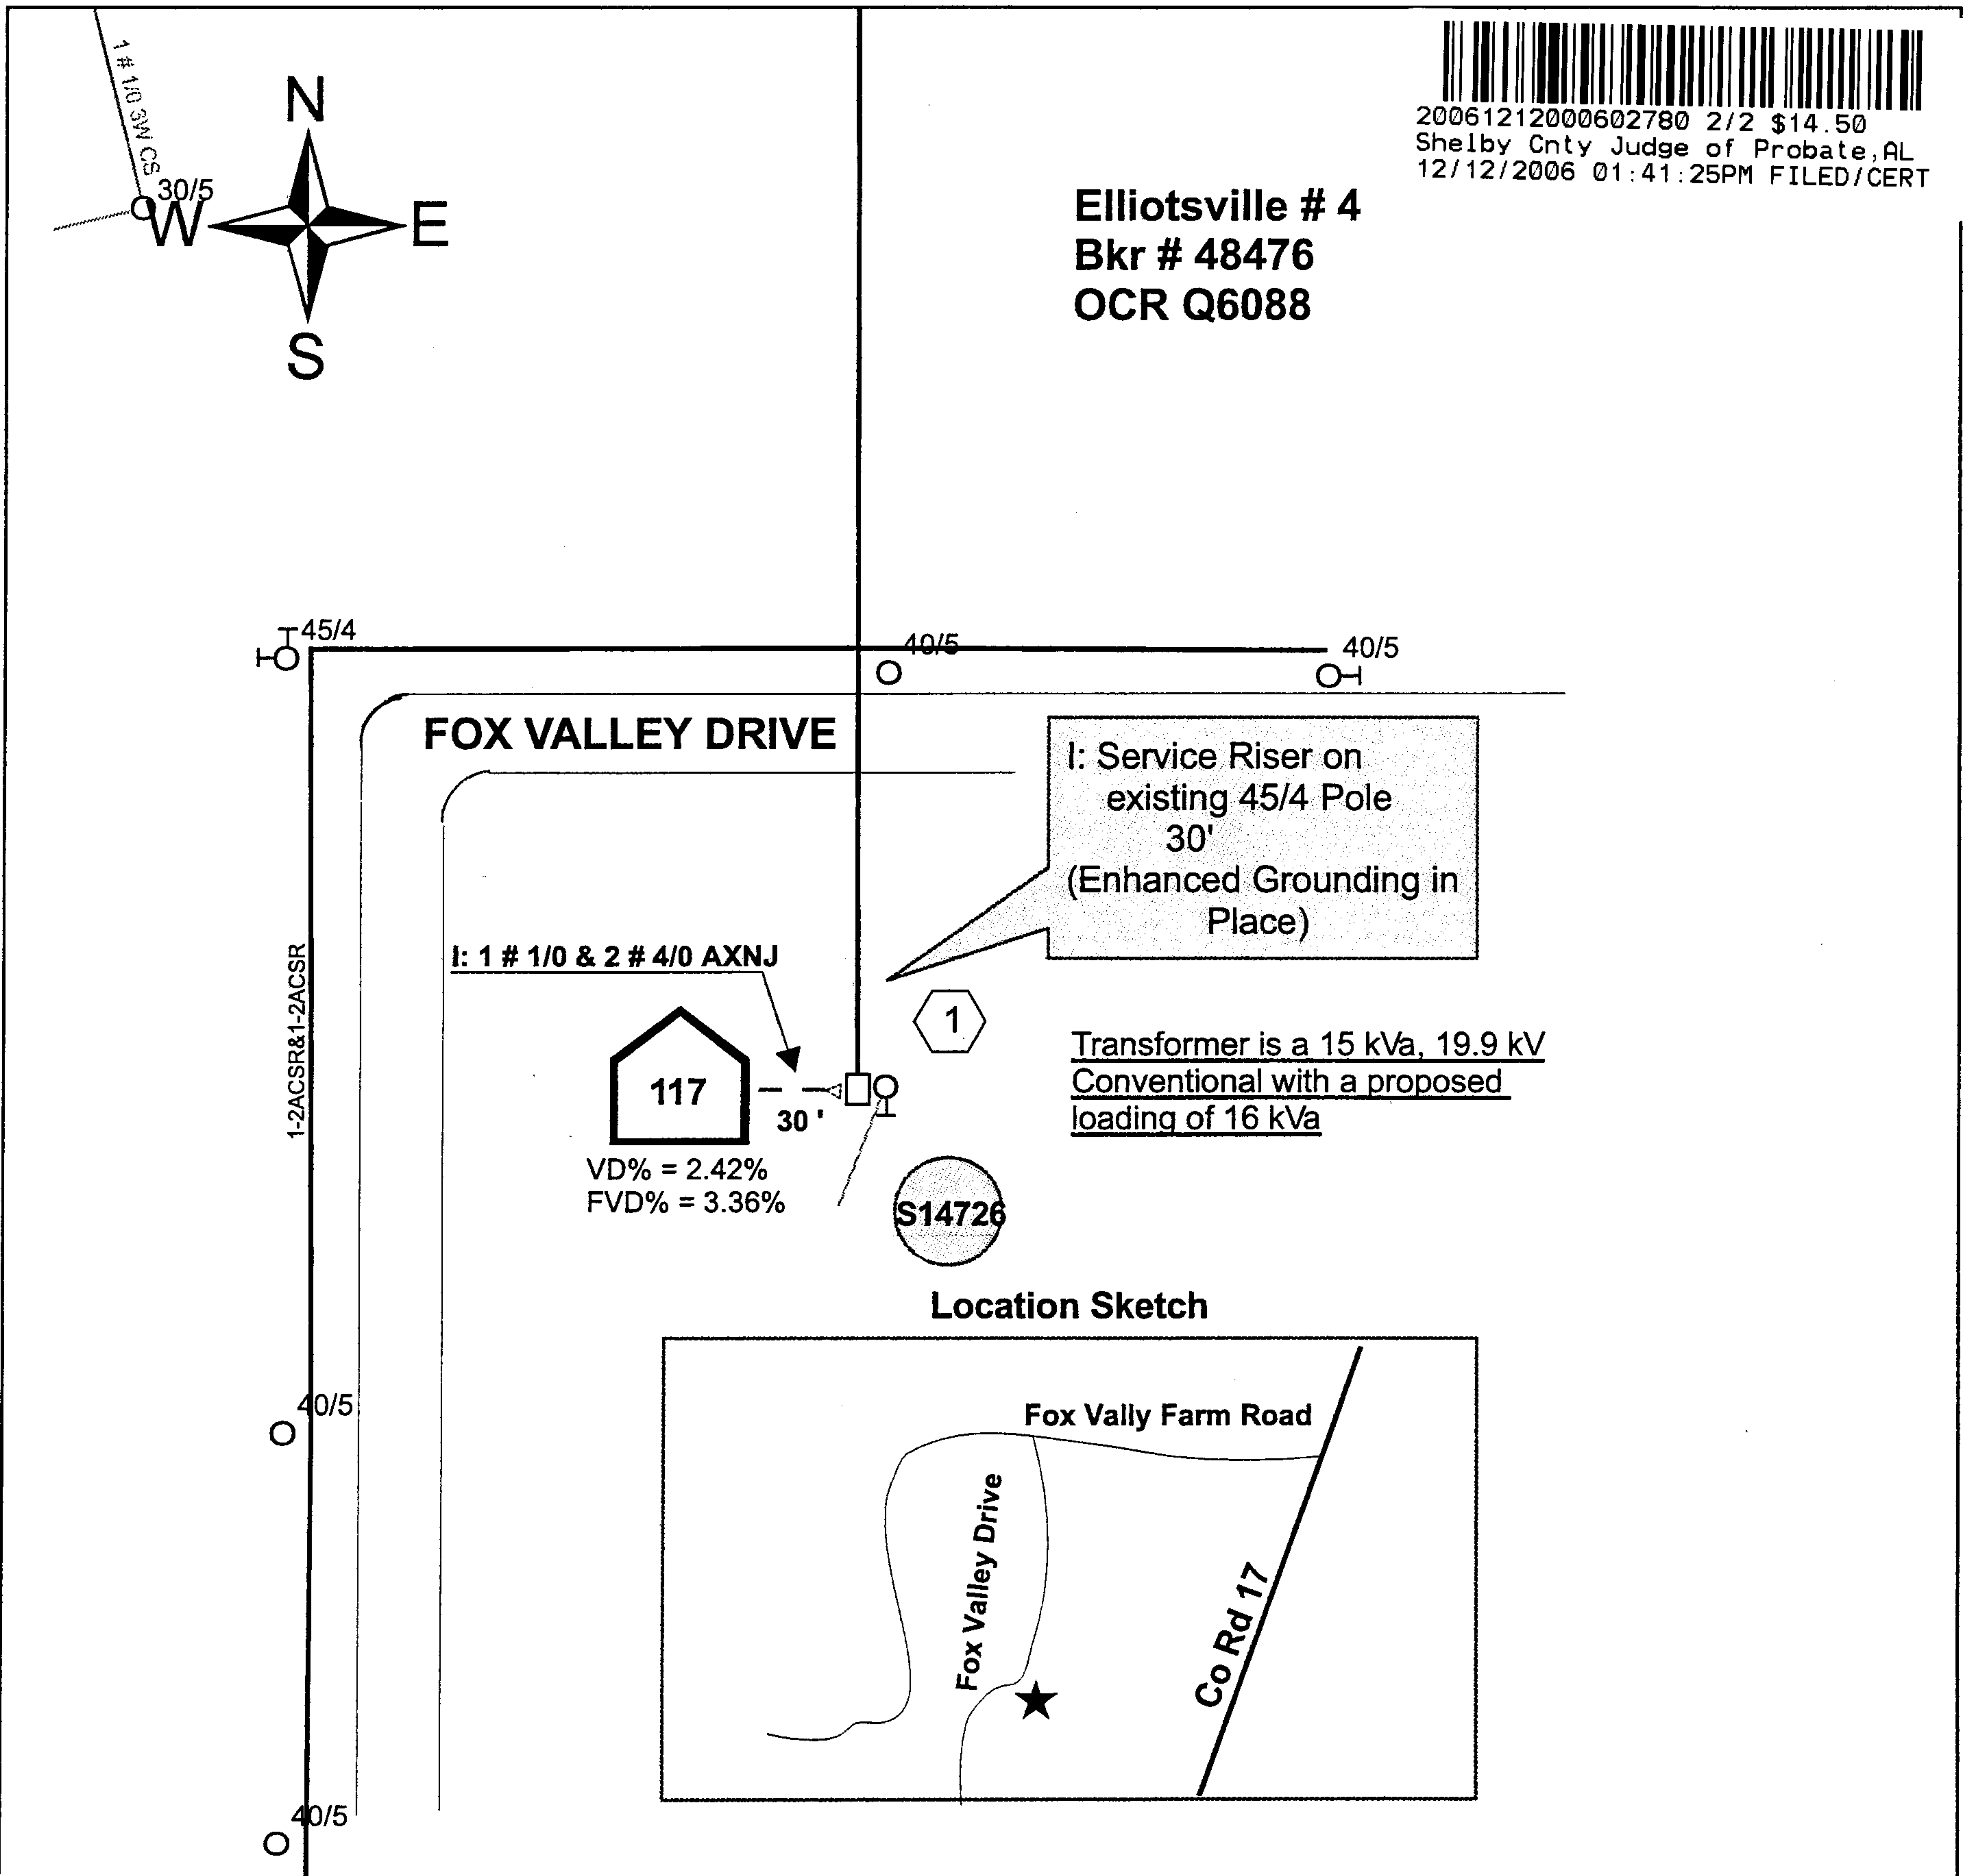 1 # 1/0 3W CS
30/5
N
W
E
S
20061212000602780 2/2 $14.50
Shelby Cnty Judge of Probate,AL
12/12/2006 01:41:25PM FILED/CERT
Elliotsville # 4
Bkr # 48476
OCR Q6088
45/4
40/5
40/5
FOX VALLEY DRIVE
I: Service Riser on
existing 45/4 Pole
30'
(Enhanced Grounding in
Place)
1-2ACSR&1-2ACSR
I: 1 # 1/0 & 2 # 4/0 AXNJ
1
117
30 '
Transformer is a 15 kVa, 19.9 kV
Conventional with a proposed
loading of 16 kVa
VD% = 2.42%
FVD% = 3.36%
S14726
Location Sketch
40/5
Fox Vally Farm Road
Fox Valley Drive
Co Rd 17
40/5